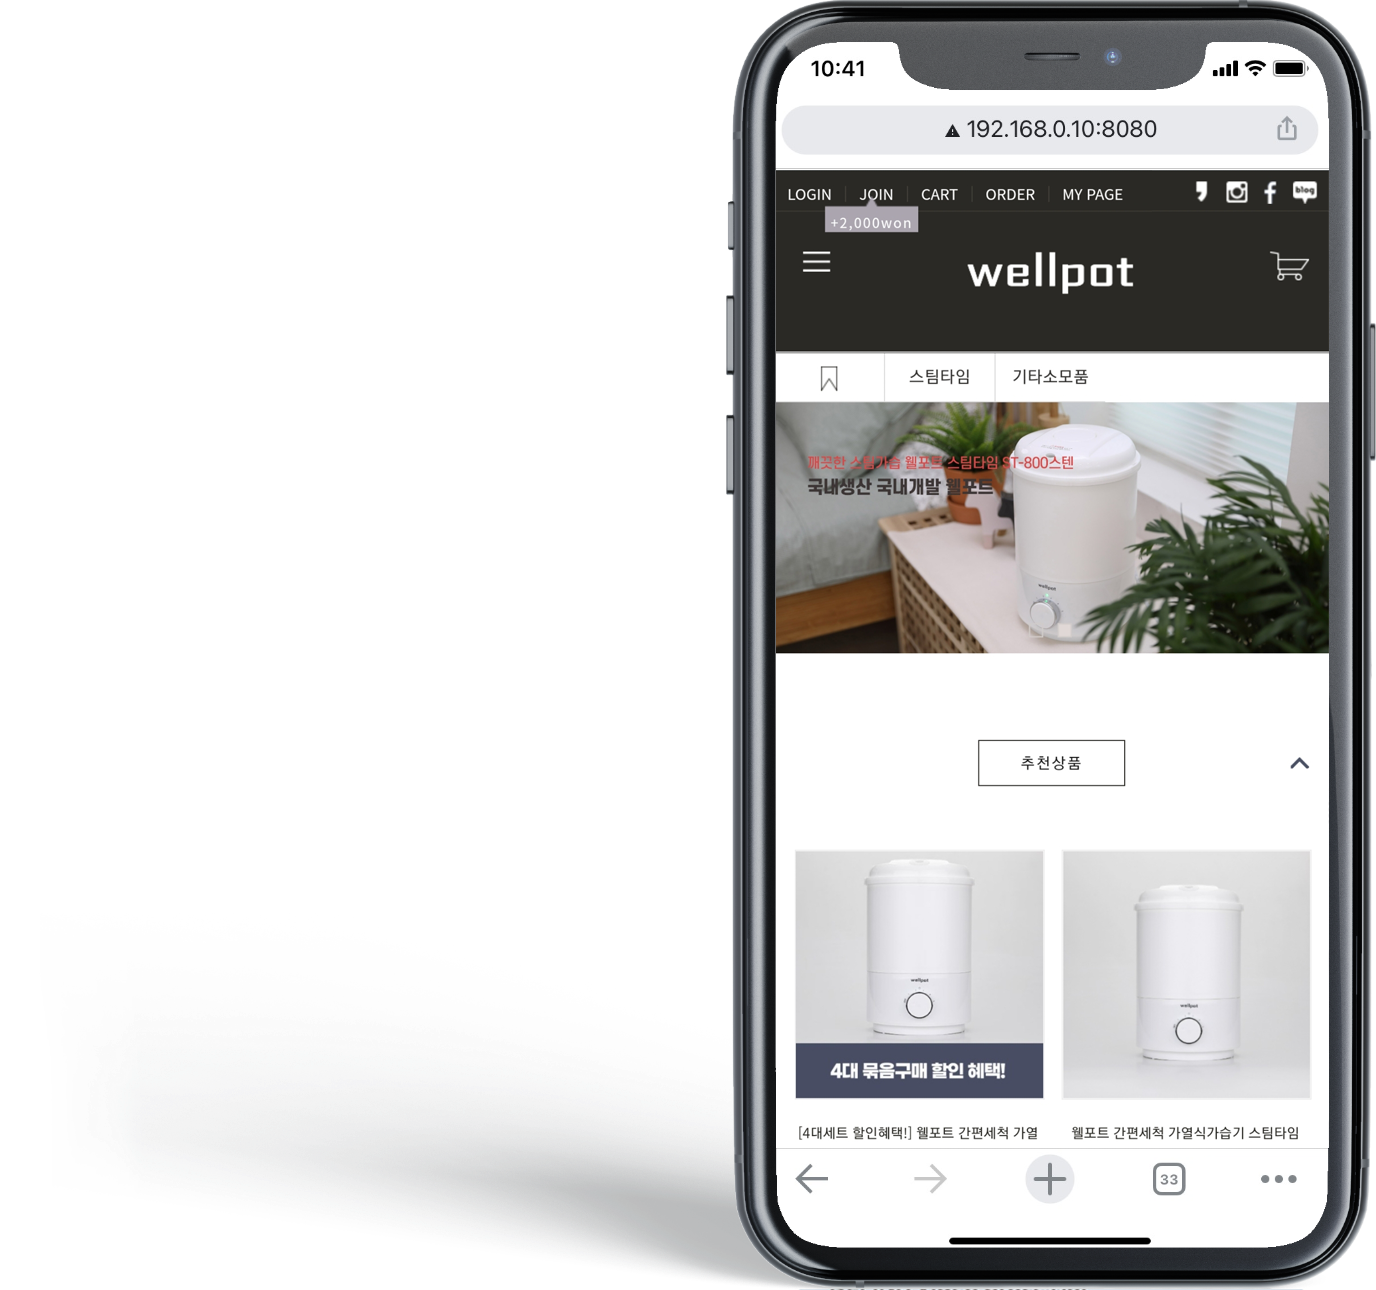 10:41
192.168.0.10:8080
LOGIN JOIN CART ORDER MY PAGE blog
+2,000won
wellpot
스팀타임 기타소모품
깨끗한 스팀가습 웰포트 스팀타임 ST-800스텐
국내생산 국내개발 웰포트
wellpot
추천상품
wellpot
wellpot
4대 묶음구매 할인 혜택!
[4대세트 할인혜택!] 웰포트 간편세척 가열
웰포트 간편세척 가열식가습기 스팀타임
33